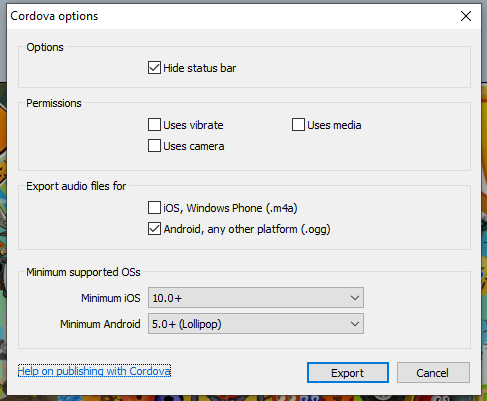 Cordova options
Options
Hide status bar
Permissions
Uses vibrate Uses media
Uses camera
Export audio files for
iOS, Windows Phone (.m4a)
Android, any other platform (.ogg)
Minimum supported OSs
Minimum iOS 10.0+
Minimum Android 5.0+ (Lollipop)
Help on publishing with Cordova Export Cancel